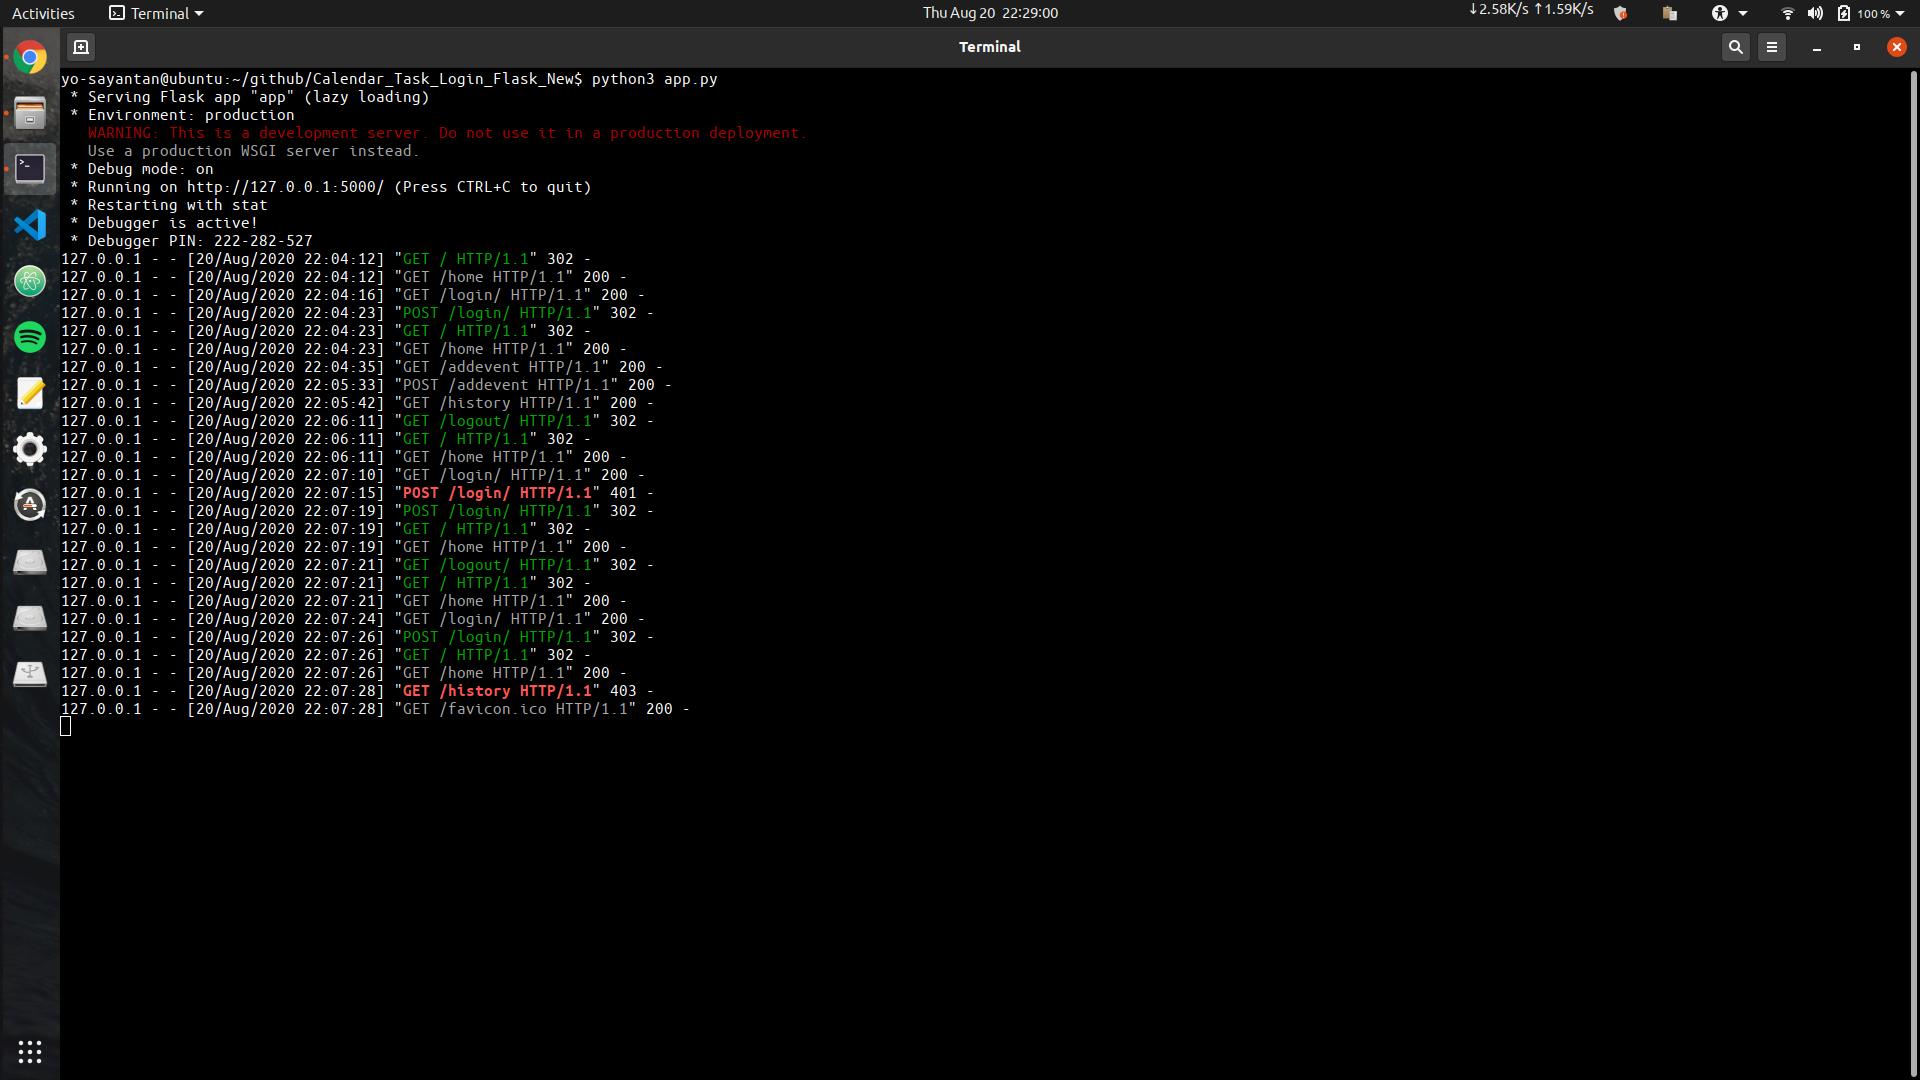 Activities
Terminal
Thu Aug 20 22:29:00
↓2.58K/s ↑1.59K/s
100 %
Terminal
yo-sayantan@ubuntu:~/github/Calendar_Task_Login_Flask_New$ python3 app.py
* Serving Flask app "app" (lazy loading)
* Environment: production
WARNING: This is a development server. Do not use it in a production deployment.
Use a production WSGI server instead.
* Debug mode: on
* Running on http://127.0.0.1:5000/ (Press CTRL+C to quit)
* Restarting with stat
* Debugger is active!
* Debugger PIN: 222-282-527
127.0.0.1 - - [20/Aug/2020 22:04:12] "GET / HTTP/1.1" 302 -
127.0.0.1 - - [20/Aug/2020 22:04:12] "GET /home HTTP/1.1" 200 -
127.0.0.1 - - [20/Aug/2020 22:04:16] "GET /login/ HTTP/1.1" 200 -
127.0.0.1 - - [20/Aug/2020 22:04:23] "POST /login/ HTTP/1.1" 302 -
127.0.0.1 - - [20/Aug/2020 22:04:23] "GET / HTTP/1.1" 302 -
127.0.0.1 - - [20/Aug/2020 22:04:23] "GET /home HTTP/1.1" 200 -
127.0.0.1 - - [20/Aug/2020 22:04:35] "GET /addevent HTTP/1.1" 200 -
127.0.0.1 - - [20/Aug/2020 22:05:33] "POST /addevent HTTP/1.1" 200 -
127.0.0.1 - - [20/Aug/2020 22:05:42] "GET /history HTTP/1.1" 200 -
127.0.0.1 - - [20/Aug/2020 22:06:11] "GET /logout/ HTTP/1.1" 302 -
127.0.0.1 - - [20/Aug/2020 22:06:11] "GET / HTTP/1.1" 302 -
127.0.0.1 - - [20/Aug/2020 22:06:11] "GET /home HTTP/1.1" 200 -
127.0.0.1 - - [20/Aug/2020 22:07:10] "GET /login/ HTTP/1.1" 200 -
127.0.0.1 - - [20/Aug/2020 22:07:15] "POST /login/ HTTP/1.1" 401 -
127.0.0.1 - - [20/Aug/2020 22:07:19] "POST /login/ HTTP/1.1" 302 -
127.0.0.1 - - [20/Aug/2020 22:07:19] "GET / HTTP/1.1" 302 -
127.0.0.1 - - [20/Aug/2020 22:07:19] "GET /home HTTP/1.1" 200 -
127.0.0.1 - - [20/Aug/2020 22:07:21] "GET /logout/ HTTP/1.1" 302 -
127.0.0.1 - - [20/Aug/2020 22:07:21] "GET / HTTP/1.1" 302 -
127.0.0.1 - - [20/Aug/2020 22:07:21] "GET /home HTTP/1.1" 200 -
127.0.0.1 - - [20/Aug/2020 22:07:24] "GET /login/ HTTP/1.1" 200 -
127.0.0.1 - - [20/Aug/2020 22:07:26] "POST /login/ HTTP/1.1" 302 -
127.0.0.1 - - [20/Aug/2020 22:07:26] "GET / HTTP/1.1" 302 -
127.0.0.1 - - [20/Aug/2020 22:07:26] "GET /home HTTP/1.1" 200 -
127.0.0.1 - - [20/Aug/2020 22:07:28] "GET /history HTTP/1.1" 403 -
127.0.0.1 - - [20/Aug/2020 22:07:28] "GET /favicon.ico HTTP/1.1" 200 -